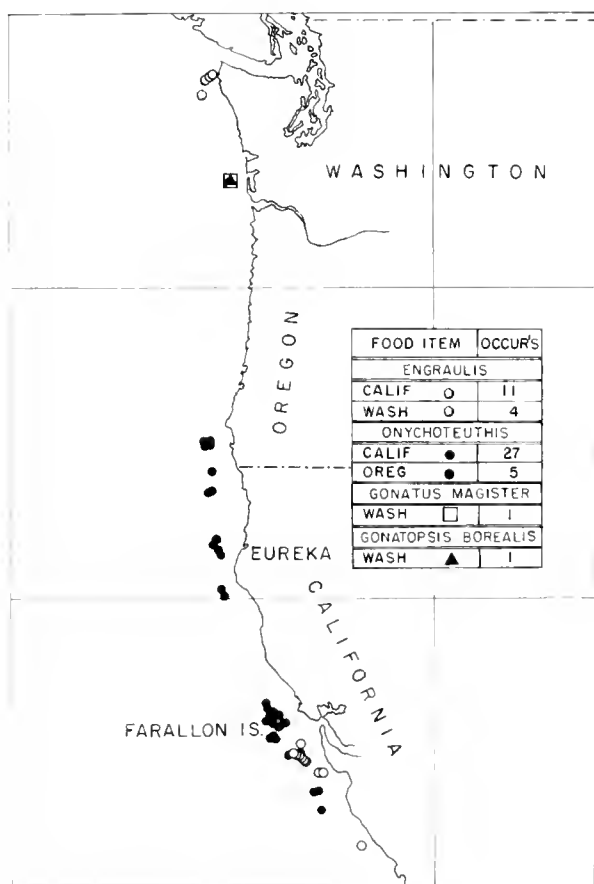 WASHINGTON
OREGON
FOOD ITEM OCCUR'S
ENGRAULIS
CALIF 11
WASH 4
ONYCHOTEUTHIS
CALIF 27
OREG 5
GONATUS MAGISTER
WASH 1
GONATOPSIS BOREALIS
WASH 1
EUREKA
CALIFORNIA
FARALLON IS.